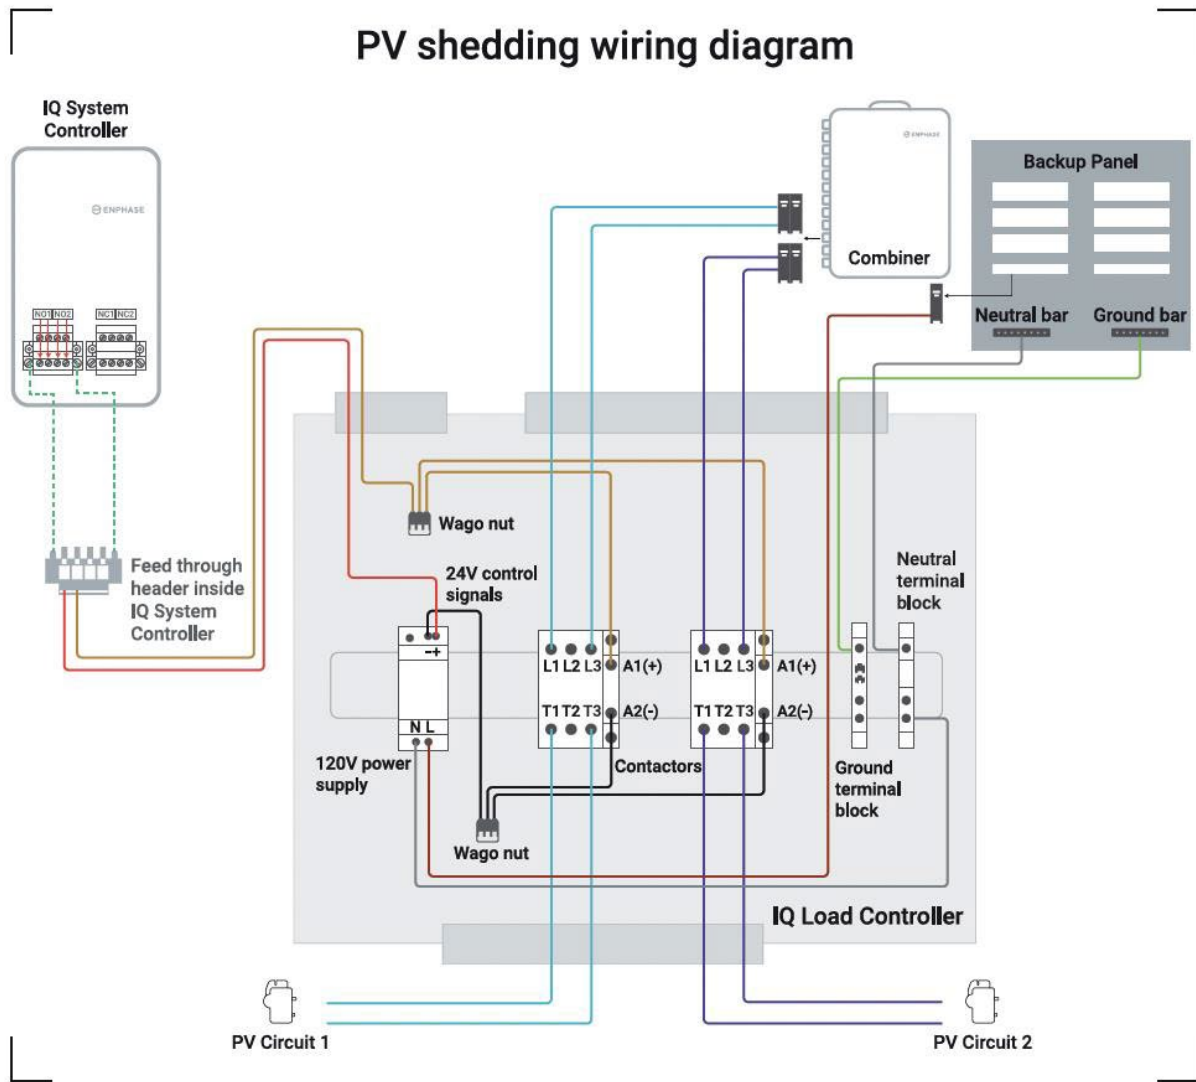 PV shedding wiring diagram
IQ System
Controller
ENPHASE
NO1 NO2 NC1 NC2
ENPHASE
Combiner
Backup Panel
Neutral bar Ground bar
Wago nut
Feed through
header inside
IQ System
Controller
24V control
signals
Neutral
terminal
block
-+
L1 L2 L3 A1(+)
L1 L2 L3 A1(+)
T1 T2 T3 A2(-)
T1 T2 T3 A2(-)
N L
120V power
supply
Contactors
Ground
terminal
block
Wago nut
IQ Load Controller
PV Circuit 1
PV Circuit 2